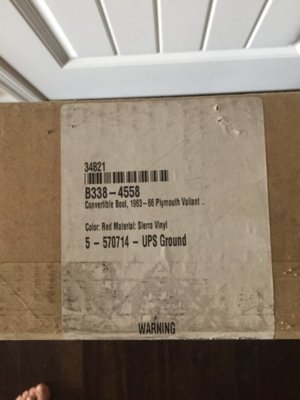 34821
B338-4558
Convertible Boot, 1963-66 Plymouth Valiant ..
Color: Red Material: Sierra Vinyl
5 - 570714 - UPS Ground
WARNING